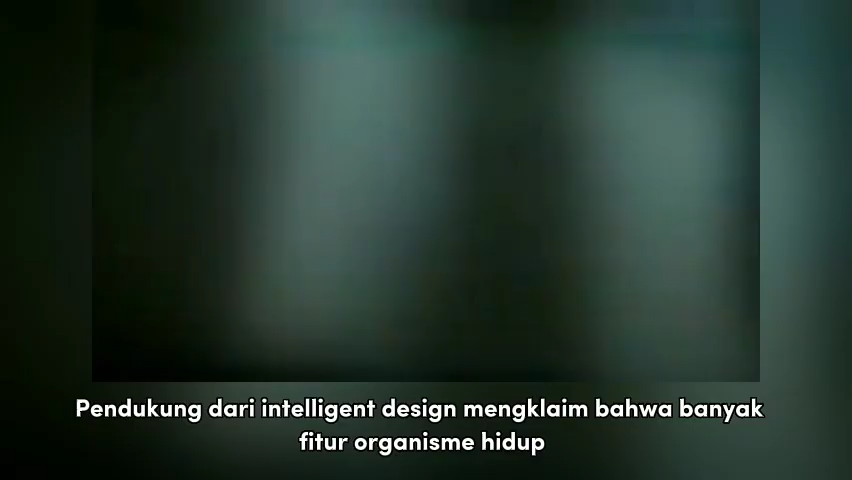 Pendukung dari intelligent design mengklaim bahwa banyak
fitur organisme hidup